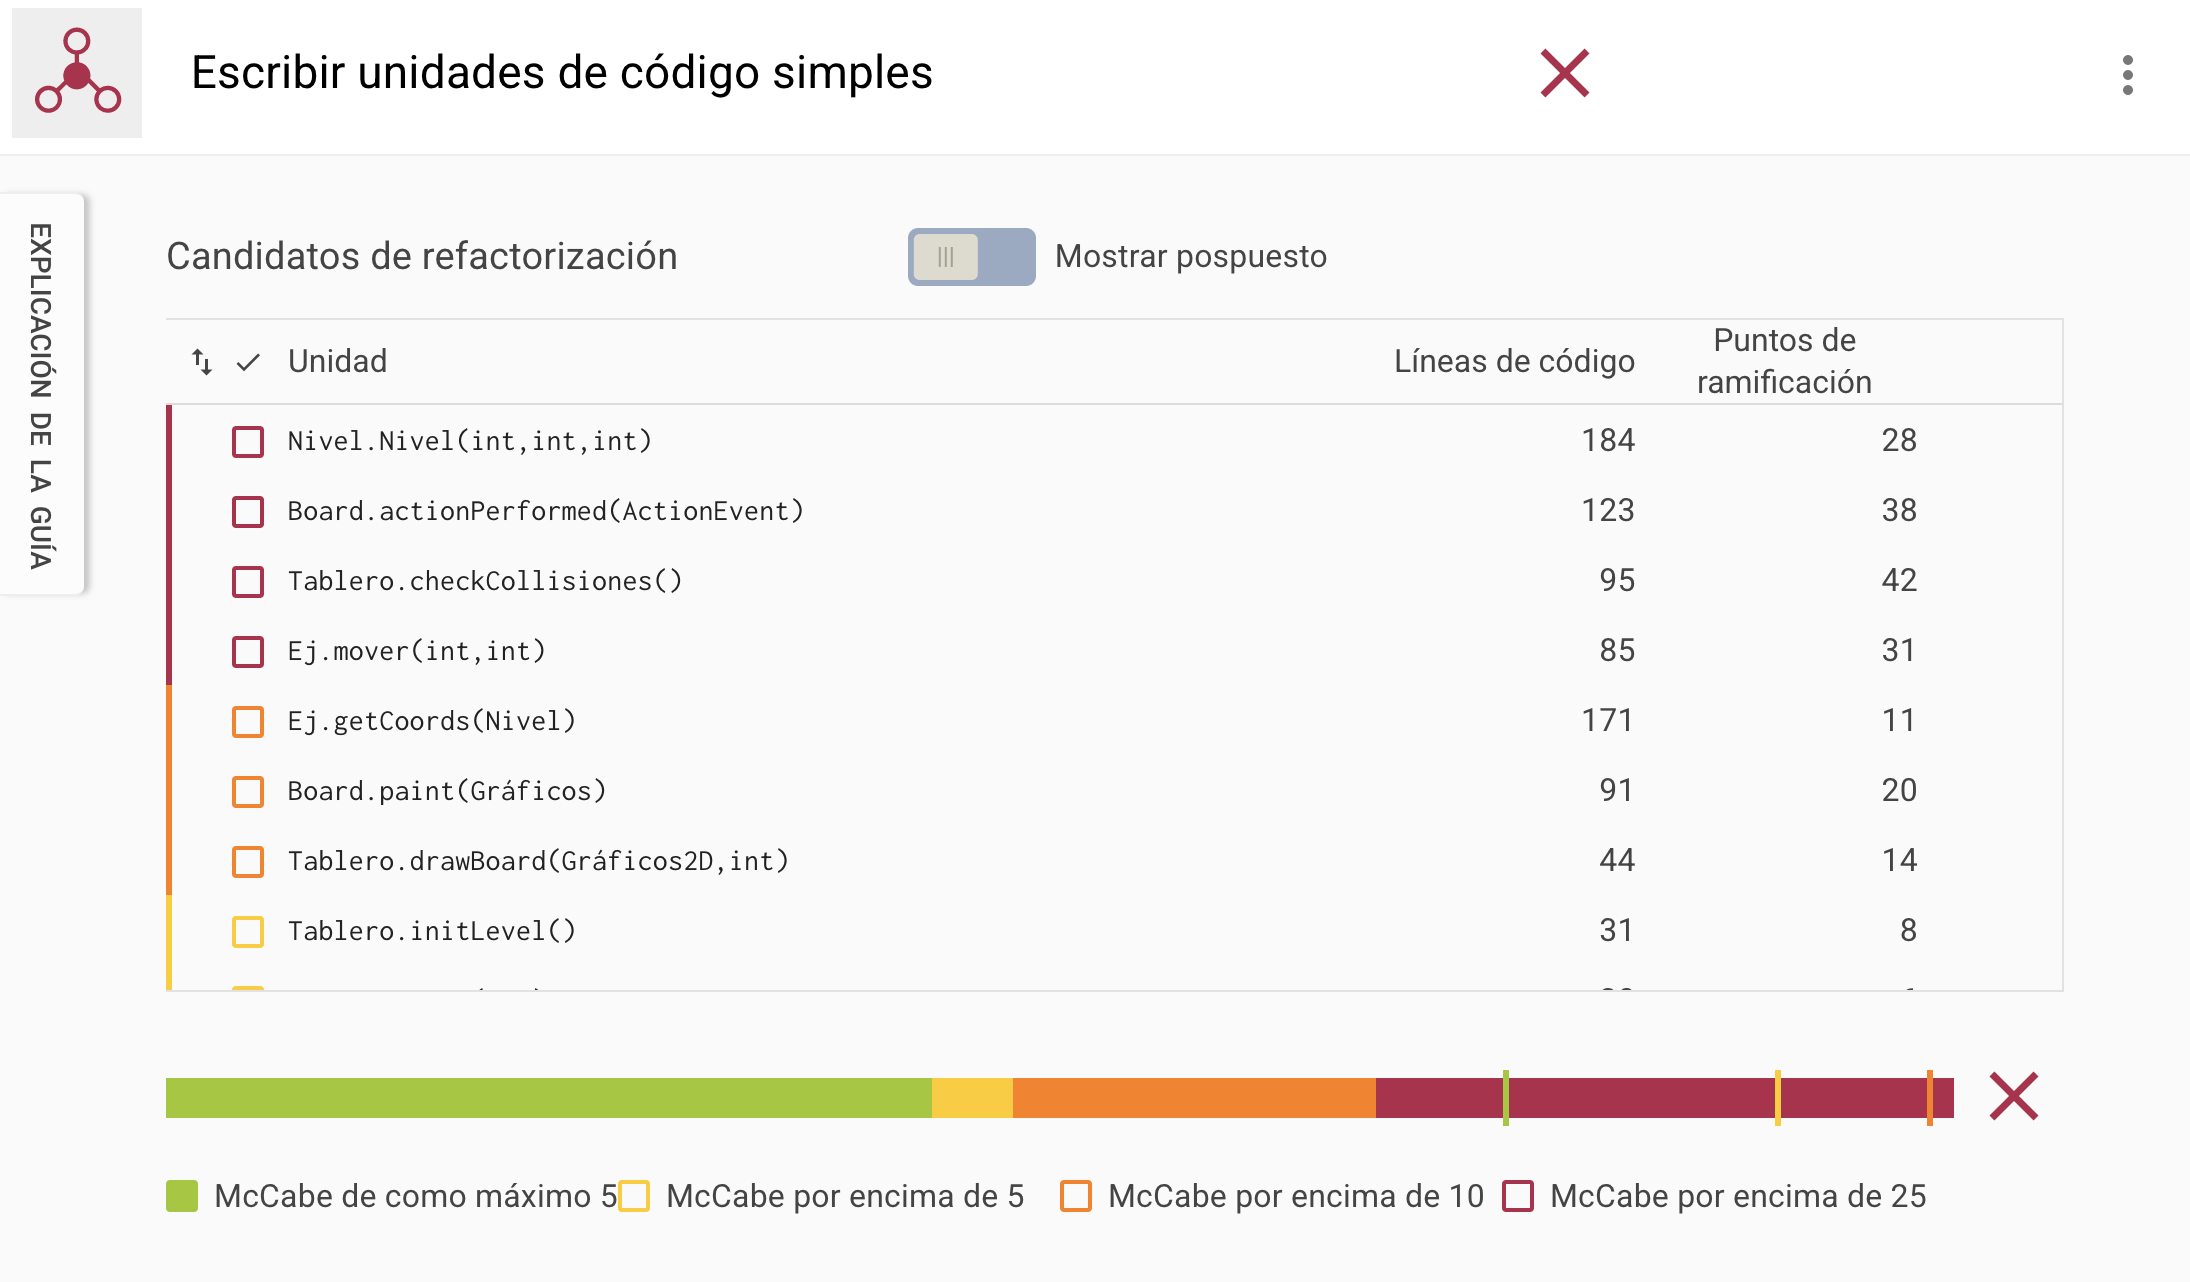 Escribir unidades de código simples
EXPLICACIÓN DE LA GUÍA
Candidatos de refactorización
Mostrar pospuesto
Unidad Líneas de código Puntos de ramificación
Nivel.Nivel(int,int,int) 184 28
Board.actionPerformed(ActionEvent) 123 38
Tablero.checkCollisiones() 95 42
Ej.mover(int,int) 85 31
Ej.getCoords(Nivel) 171 11
Board.paint(Gráficos) 91 20
Tablero.drawBoard(Gráficos2D,int) 44 14
Tablero.initLevel() 31 8
McCabe de como máximo 5 McCabe por encima de 5 McCabe por encima de 10 McCabe por encima de 25